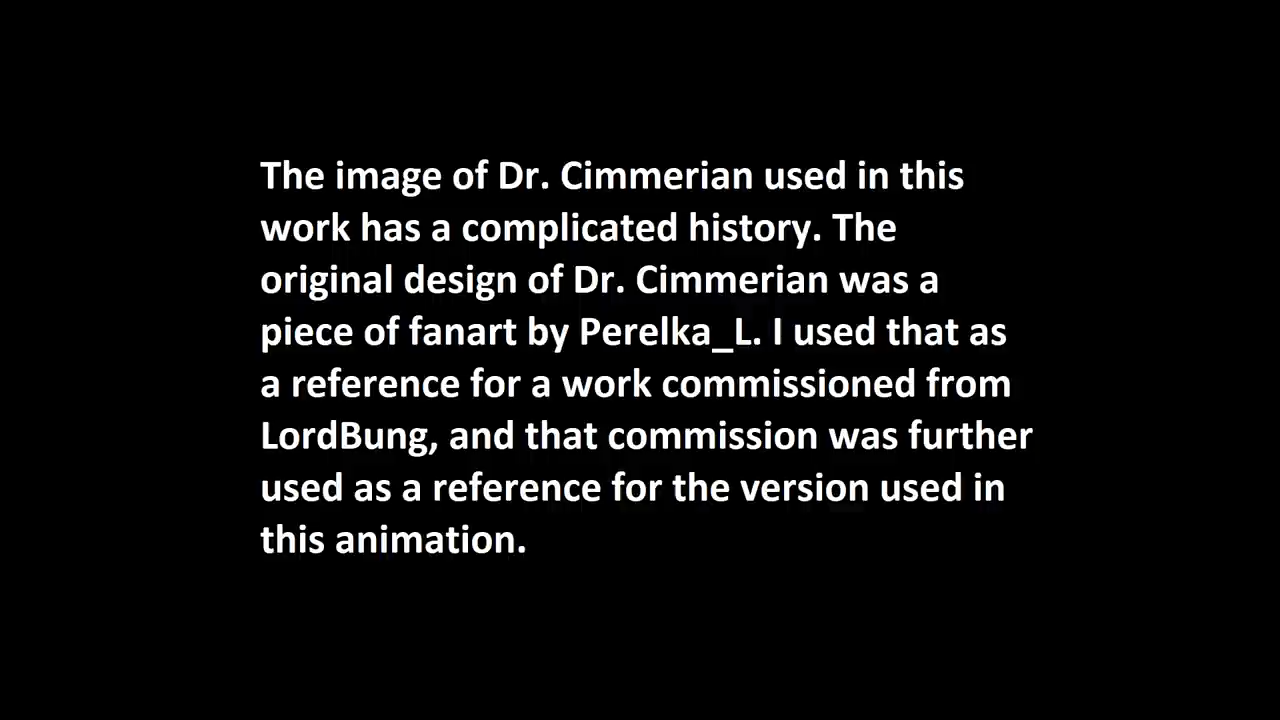 The image of Dr. Cimmerian used in this
work has a complicated history. The
original design of Dr. Cimmerian was a
piece of fanart by Perelka_L. I used that as
a reference for a work commissioned from
LordBung, and that commission was further
used as a reference for the version used in
this animation.